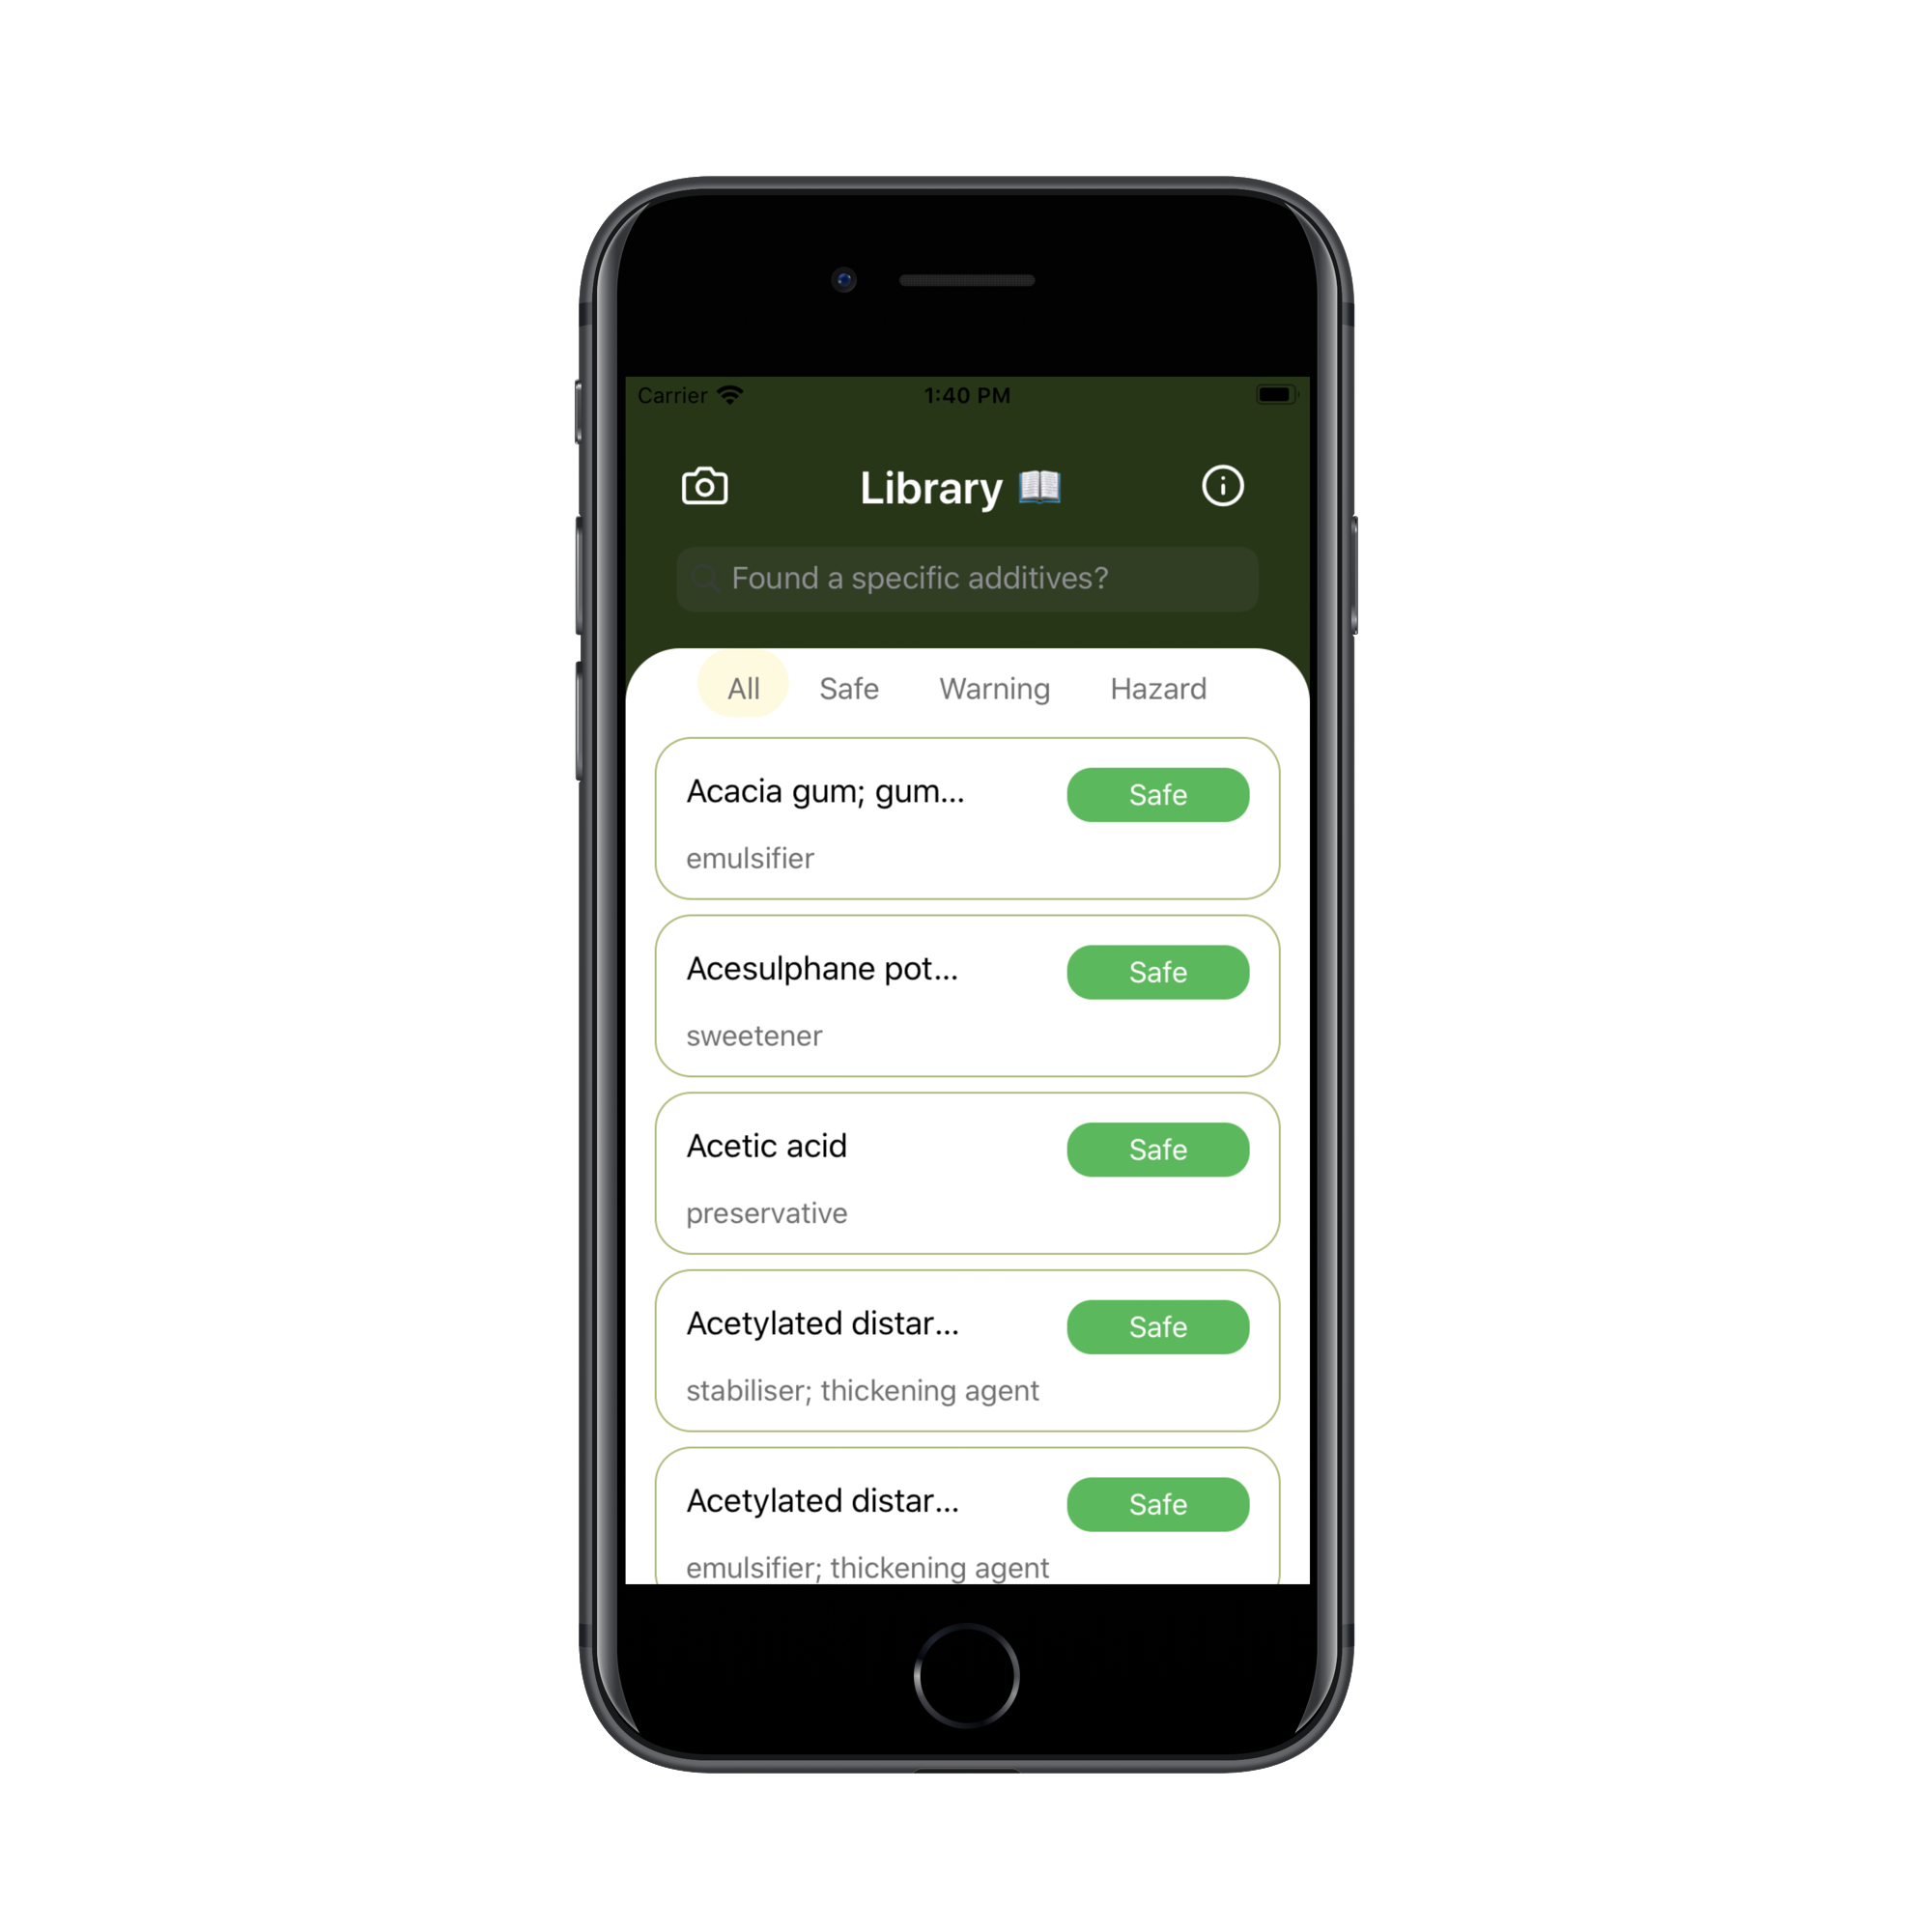 Carrier 1:40 PM
Library 📖
Found a specific additives?
All Safe Warning Hazard
Acacia gum; gum... Safe
emulsifier
Acesulphane pot... Safe
sweetener
Acetic acid Safe
preservative
Acetylated distar... Safe
stabiliser; thickening agent
Acetylated distar... Safe
emulsifier; thickening agent